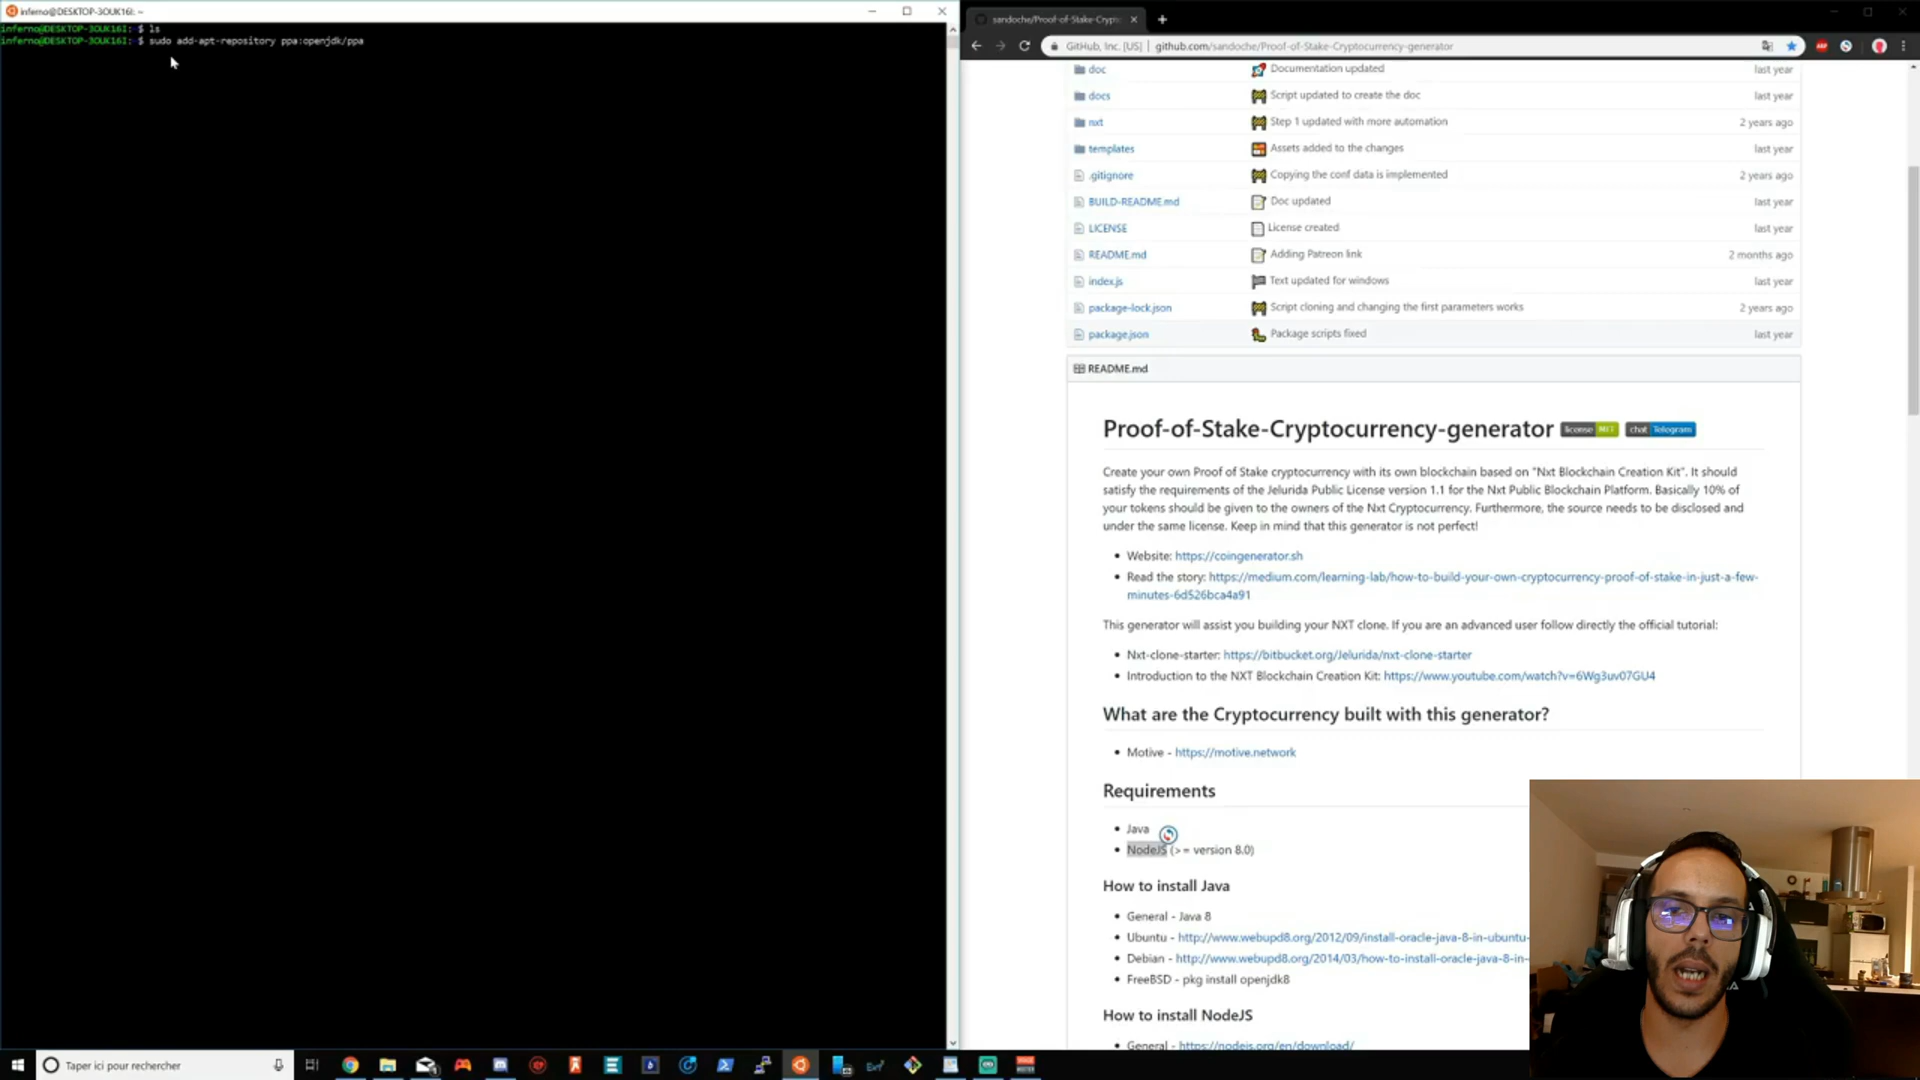 inferno@DESKTOP-3OUK16I: ~
inferno@DESKTOP-3OUK16I:~$ ls
inferno@DESKTOP-3OUK16I:~$ sudo add-apt-repository ppa:openjdk/ppa
sandoche/Proof-of-Stake-Crypto
GitHub, Inc. [US] | github.com/sandoche/Proof-of-Stake-Cryptocurrency-generator
doc Documentation updated last year
docs Script updated to create the doc last year
nxt Step 1 updated with more automation 2 years ago
templates Assets added to the changes last year
.gitignore Copying the conf data is implemented 2 years ago
BUILD-README.md Doc updated last year
LICENSE License created last year
README.md Adding Patreon link 2 months ago
index.js Text updated for windows last year
package-lock.json Script cloning and changing the first parameters works 2 years ago
package.json Package scripts fixed last year
README.md
Proof-of-Stake-Cryptocurrency-generator license MIT chat Telegram
Create your own Proof of Stake cryptocurrency with its own blockchain based on "Nxt Blockchain Creation Kit". It should
satisfy the requirements of the Jelurida Public License version 1.1 for the Nxt Public Blockchain Platform. Basically 10% of
your tokens should be given to the owners of the Nxt Cryptocurrency. Furthermore, the source needs to be disclosed and
under the same license. Keep in mind that this generator is not perfect!
• Website: https://coingenerator.sh
• Read the story: https://medium.com/learning-lab/how-to-build-your-own-cryptocurrency-proof-of-stake-in-just-a-few-
minutes-6d526bca4a91
This generator will assist you building your NXT clone. If you are an advanced user follow directly the official tutorial:
• Nxt-clone-starter: https://bitbucket.org/Jelurida/nxt-clone-starter
• Introduction to the NXT Blockchain Creation Kit: https://www.youtube.com/watch?v=6Wg3uv07GU4
What are the Cryptocurrency built with this generator?
• Motive - https://motive.network
Requirements
• Java
• NodeJS (>= version 8.0)
How to install Java
• General - Java 8
• Ubuntu - http://www.webupd8.org/2012/09/install-oracle-java-8-in-ubuntu-
• Debian - http://www.webupd8.org/2014/03/how-to-install-oracle-java-8-in-
• FreeBSD - pkg install openjdk8
How to install NodeJS
• General - https://nodejs.org/en/download/
Taper ici pour rechercher